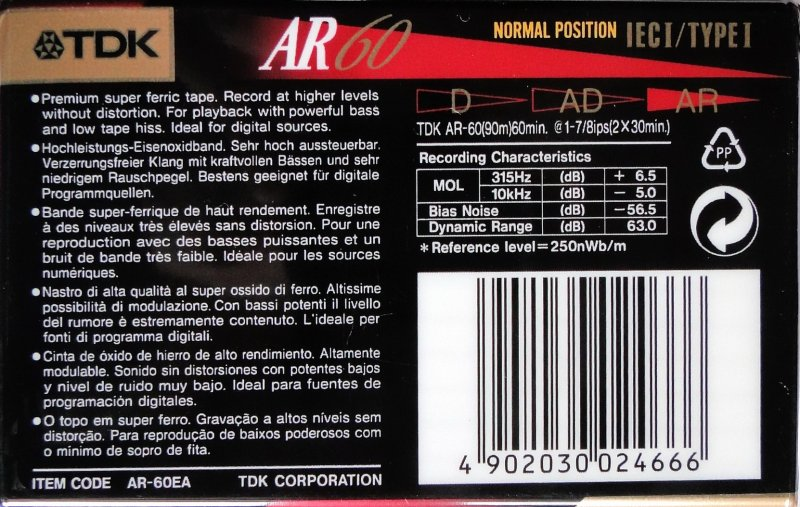 TDK
AR60
NORMAL POSITION IECI/TYPEI
●Premium super ferric tape. Record at higher levels
without distortion. For playback with powerful bass
and low tape hiss. Ideal for digital sources.
●Hochleistungs-Eisenoxidband. Sehr hoch aussteuerbar.
Verzerrungsfreier Klang mit kraftvollen Bässen und sehr
niedrigem Rauschpegel. Bestens geeignet für digitale
Programmquellen.
●Bande super-ferrique de haut rendement. Enregistre
à des niveaux très élevés sans distorsion. Pour une
reproduction avec des basses puissantes et un
bruit de bande très faible. Idéale pour les sources
numériques.
●Nastro di alta qualità al super ossido di ferro. Altissime
possibilità di modulazione. Con bassi potenti il livello
del rumore è estremamente contenuto. L'ideale per
fonti di programma digitali.
●Cinta de óxido de hierro de alto rendimiento. Altamente
modulable. Sonido sin distorsiones con potentes bajos
y nivel de ruido muy bajo. Ideal para fuentes de
programación digitales.
●O topo em super ferro. Gravação a altos níveis sem
distorção. Para reprodução de baixos poderosos com
o minimo de sopro de fita.
ITEM CODE AR-60EA TDK CORPORATION
D AD AR
TDK AR-60(90m)60min. @1-7/8ips(2×30min.)
Recording Characteristics
MOL 315Hz (dB) + 6.5
10kHz (dB) − 5.0
Bias Noise (dB) −56.5
Dynamic Range (dB) 63.0
*Reference level=250nWb/m
PP
4 902030 024666